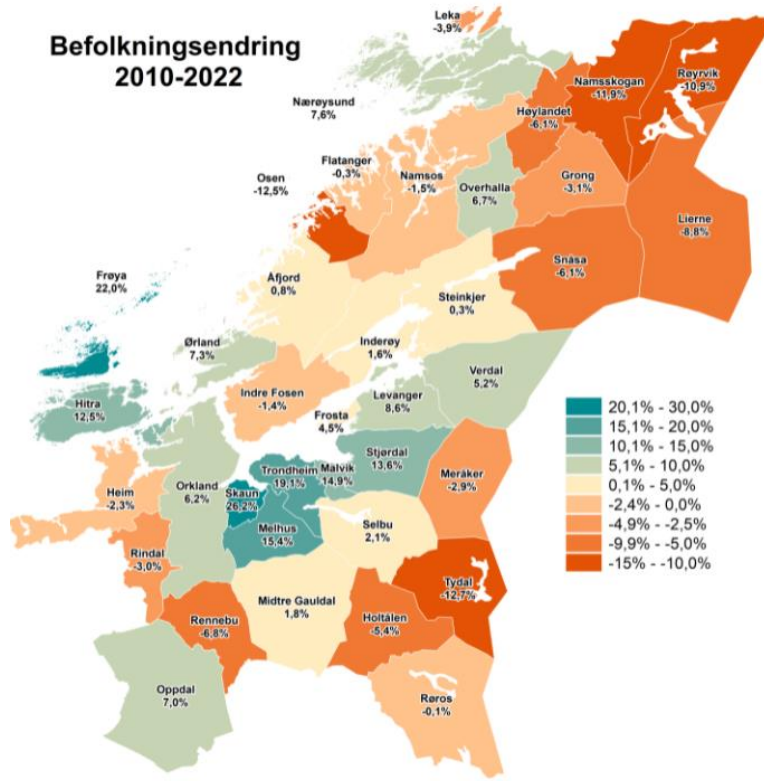 Befolkningsendring
2010-2022
Leka
-3,9%
Nærøysund
7,6%
Namsskogan
-11,9%
Røyrvik
-10,9%
Høylandet
-6,1%
Flatanger
-0,3%
Namsos
-1,5%
Osen
-12,5%
Overhalla
6,7%
Grong
-3,1%
Lierne
-8,8%
Snåsa
-6,1%
Frøya
22,0%
Åfjord
0,8%
Steinkjer
0,3%
Ørland
7,3%
Inderøy
1,6%
Verdal
5,2%
Hitra
12,5%
Indre Fosen
-1,4%
Levanger
8,6%
Frosta
4,5%
Stjørdal
13,6%
Trondheim
19,1%
Malvik
14,9%
Meråker
-2,9%
Heim
-2,3%
Orkland
6,2%
Skaun
26,2%
Melhus
15,4%
Selbu
2,1%
Rindal
-3,0%
Tydal
-12,7%
Midtre Gauldal
1,8%
Rennebu
-6,8%
Holtålen
-5,4%
Oppdal
7,0%
Røros
-0,1%
20,1% - 30,0%
15,1% - 20,0%
10,1% - 15,0%
5,1% - 10,0%
0,1% - 5,0%
-2,4% - 0,0%
-4,9% - -2,5%
-9,9% - -5,0%
-15% - -10,0%